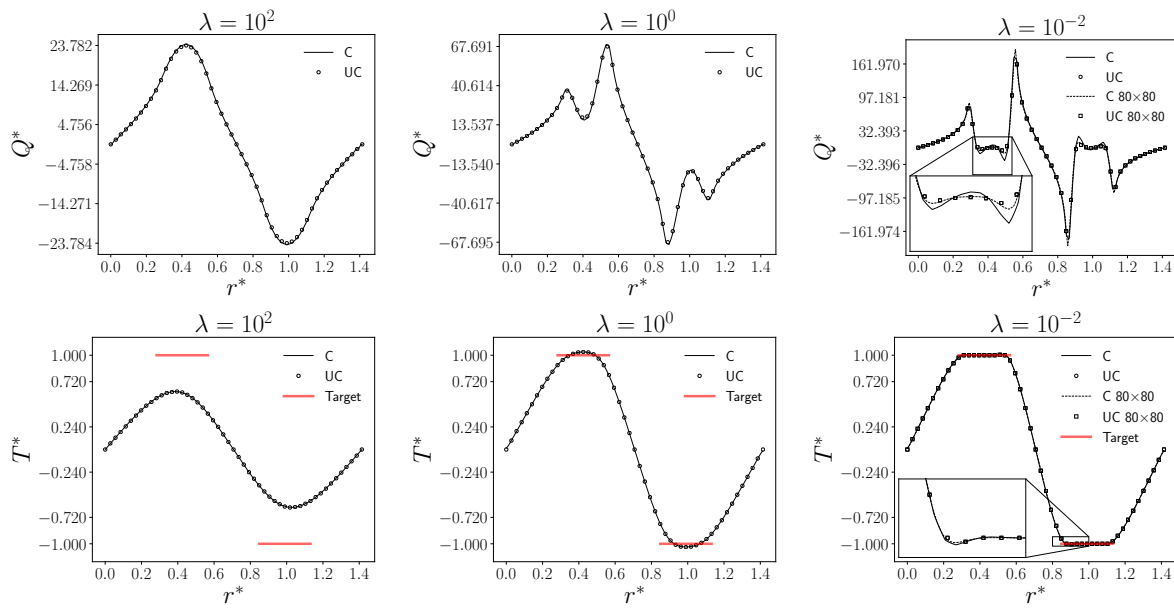 λ = 10²
23.782
14.269
4.756
−4.758
−14.271
−23.784
Q*
C
UC
0.0 0.2 0.4 0.6 0.8 1.0 1.2 1.4
r*
λ = 10⁰
67.691
40.614
13.537
−13.540
−40.617
−67.695
Q*
C
UC
0.0 0.2 0.4 0.6 0.8 1.0 1.2 1.4
r*
λ = 10⁻²
161.970
97.181
32.393
−32.396
−97.185
−161.974
Q*
C
UC
C 80×80
UC 80×80
0.0 0.2 0.4 0.6 0.8 1.0 1.2 1.4
r*
λ = 10²
1.000
0.720
0.240
−0.240
−0.720
−1.000
T*
C
UC
Target
0.0 0.2 0.4 0.6 0.8 1.0 1.2 1.4
r*
λ = 10⁰
1.000
0.720
0.240
−0.240
−0.720
−1.000
T*
C
UC
Target
0.0 0.2 0.4 0.6 0.8 1.0 1.2 1.4
r*
λ = 10⁻²
1.000
0.720
0.240
−0.240
−0.720
−1.000
T*
C
UC
C 80×80
UC 80×80
Target
0.0 0.2 0.4 0.6 0.8 1.0 1.2 1.4
r*